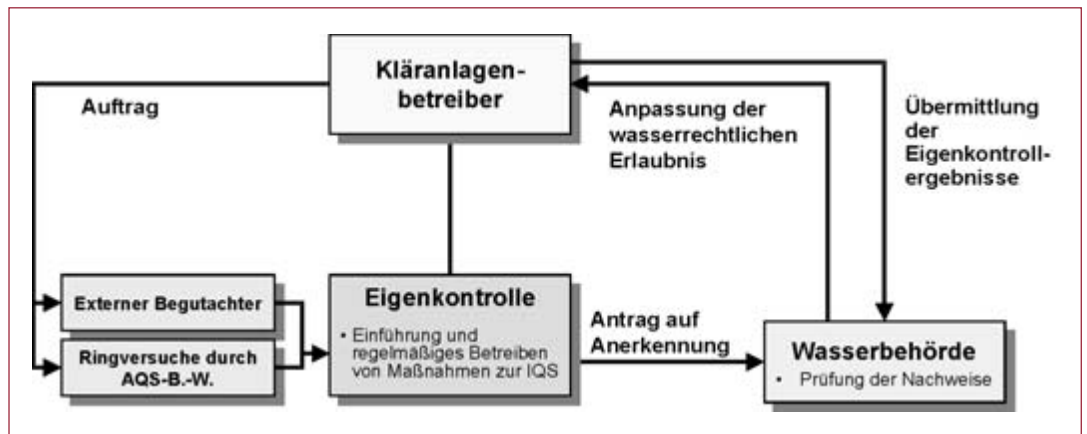 Kläranlagen-
betreiber
Auftrag
Anpassung der
wasserrechtlichen
Erlaubnis
Übermittlung
der
Eigenkontroll-
ergebnisse
Externer Begutachter
Ringversuche durch
AQS-B.-W.
Eigenkontrolle
• Einführung und
regelmäßiges Betreiben
von Maßnahmen zur IQS
Antrag auf
Anerkennung
Wasserbehörde
• Prüfung der Nachweise